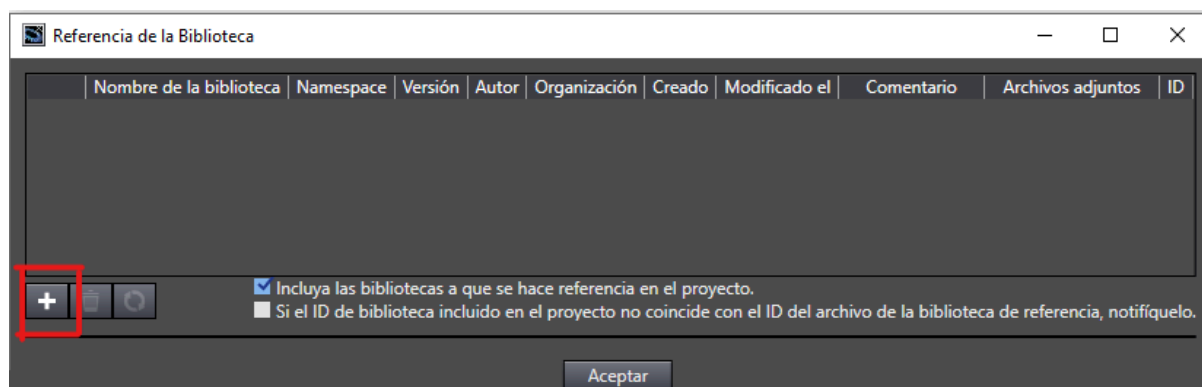 Referencia de la Biblioteca
Nombre de la biblioteca Namespace Versión Autor Organización Creado Modificado el Comentario Archivos adjuntos ID
Incluya las bibliotecas a que se hace referencia en el proyecto.
Si el ID de biblioteca incluido en el proyecto no coincide con el ID del archivo de la biblioteca de referencia, notifíquelo.
Aceptar